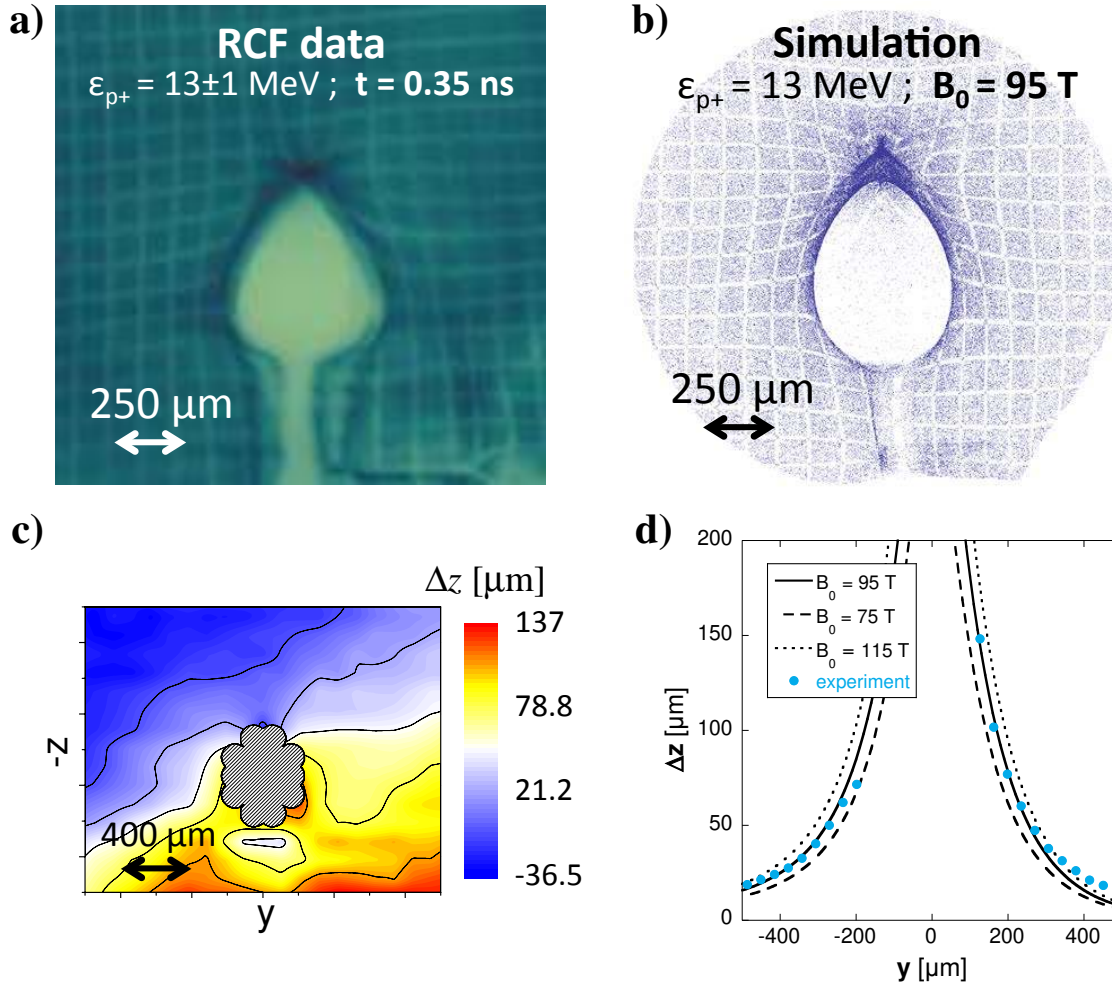 a)
RCF data
εp+ = 13±1 MeV ; t = 0.35 ns
250 µm
b)
Simulation
εp+ = 13 MeV ; B0 = 95 T
250 µm
c)
Δz [µm]
137
78.8
21.2
-36.5
-z
400 µm
y
d)
200
150
100
50
0
Δz [µm]
B0 = 95 T
B0 = 75 T
B0 = 115 T
experiment
-400 -200 0 200 400
y [µm]